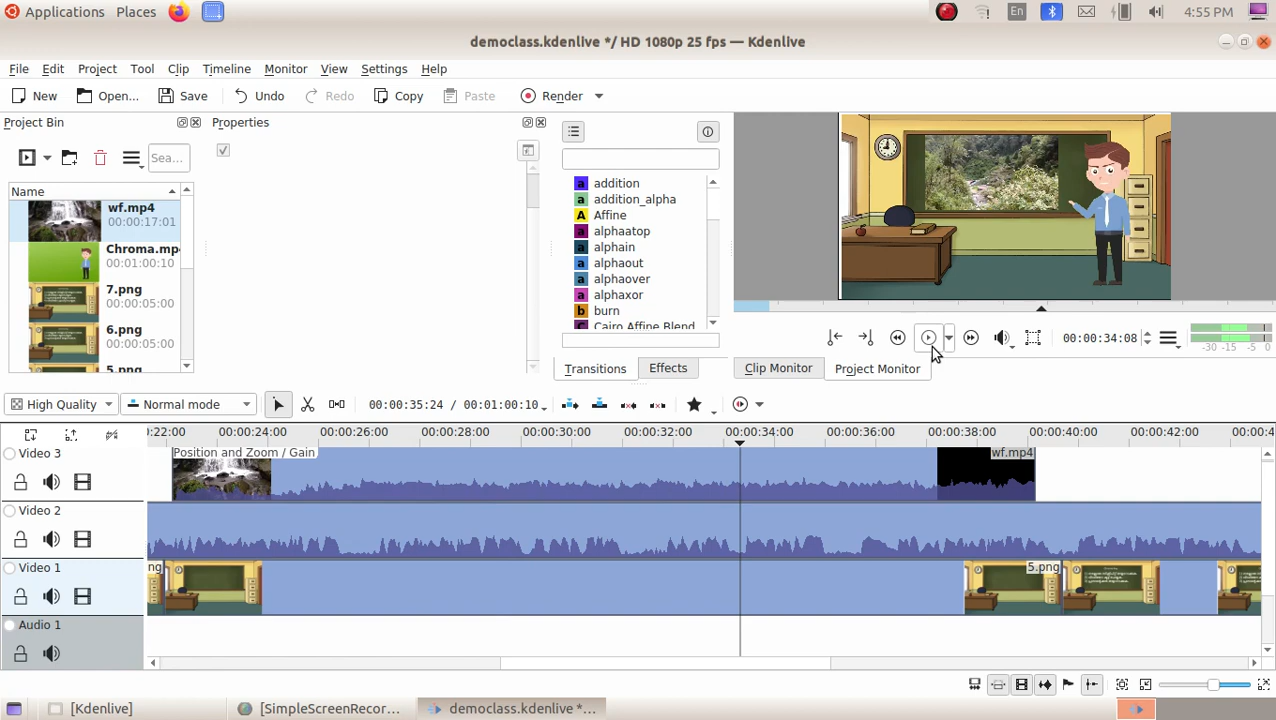 Applications Places En 4:55 PM
democlass.kdenlive */ HD 1080p 25 fps — Kdenlive
File Edit Project Tool Clip Timeline Monitor View Settings Help
New Open... Save Undo Redo Copy Paste Render
Project Bin Properties
Sea...
Name
wf.mp4
00:00:17:01
Chroma.mp
00:01:00:10
7.png
00:00:05:00
6.png
00:00:05:00
5.png
addition
addition_alpha
Affine
alphaatop
alphain
alphaout
alphaover
alphaxor
burn
Cairo Affine Blend
Transitions Effects
00:00:34:08
-30 -15 -5 0
Clip Monitor Project Monitor
High Quality Normal mode 00:00:35:24 / 00:01:00:10
0:22:00 00:00:24:00 00:00:26:00 00:00:28:00 00:00:30:00 00:00:32:00 00:00:34:00 00:00:36:00 00:00:38:00 00:00:40:00 00:00:42:00 00:00:4
Video 3 Position and Zoom / Gain wf.mp4
Video 2
Video 1 ng 5.png
Audio 1
[Kdenlive] [SimpleScreenRecor... democlass.kdenlive *...